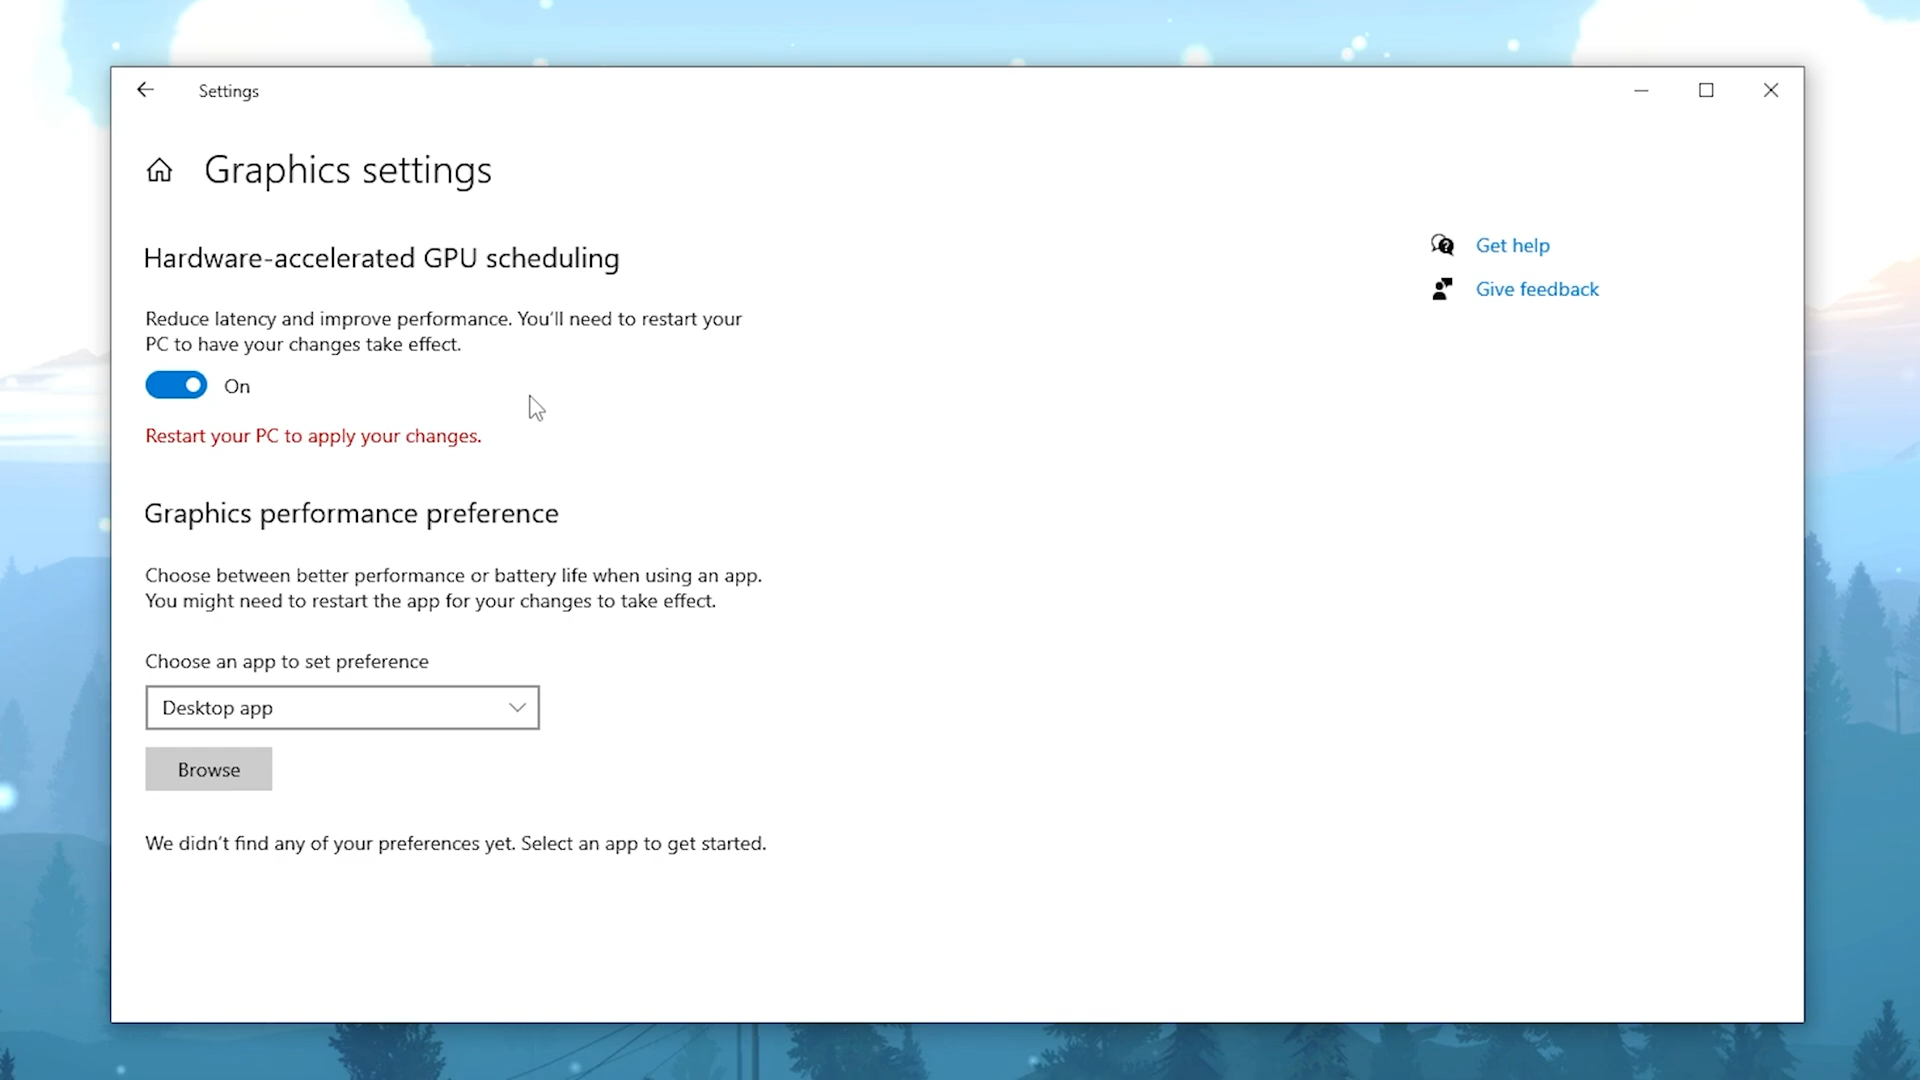 Settings
Graphics settings
Hardware-accelerated GPU scheduling
Get help
Give feedback
Reduce latency and improve performance. You'll need to restart your
PC to have your changes take effect.
On
Restart your PC to apply your changes.
Graphics performance preference
Choose between better performance or battery life when using an app.
You might need to restart the app for your changes to take effect.
Choose an app to set preference
Desktop app
Browse
We didn't find any of your preferences yet. Select an app to get started.